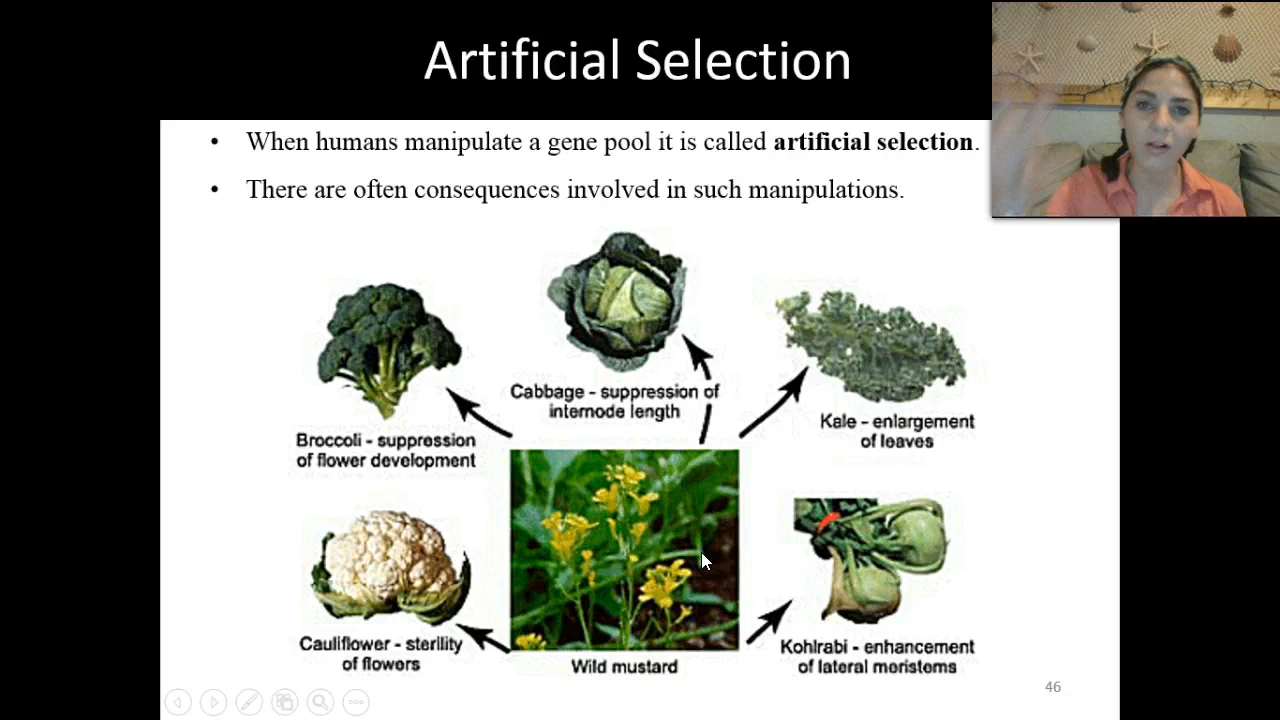 Artificial Selection
• When humans manipulate a gene pool it is called artificial selection.
• There are often consequences involved in such manipulations.
Cabbage - suppression of
internode length
Kale - enlargement
of leaves
Broccoli - suppression
of flower development
Cauliflower - sterility
of flowers
Wild mustard
Kohlrabi - enhancement
of lateral meristems
46